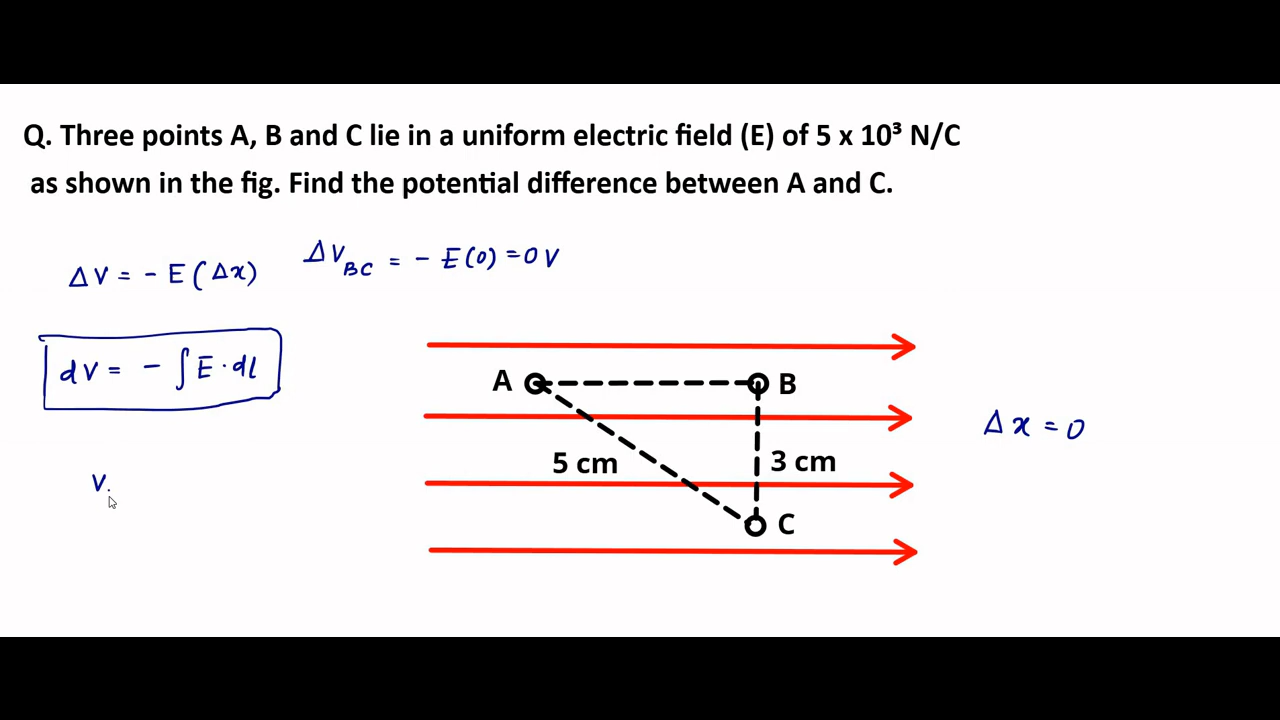 Q. Three points A, B and C lie in a uniform electric field (E) of 5 x 10³ N/C
as shown in the fig. Find the potential difference between A and C.
ΔV = - E(Δx)
ΔV_BC = - E(0) = 0 V
dV = - ∫E·dl
V.
A
B
5 cm
3 cm
C
Δx = 0